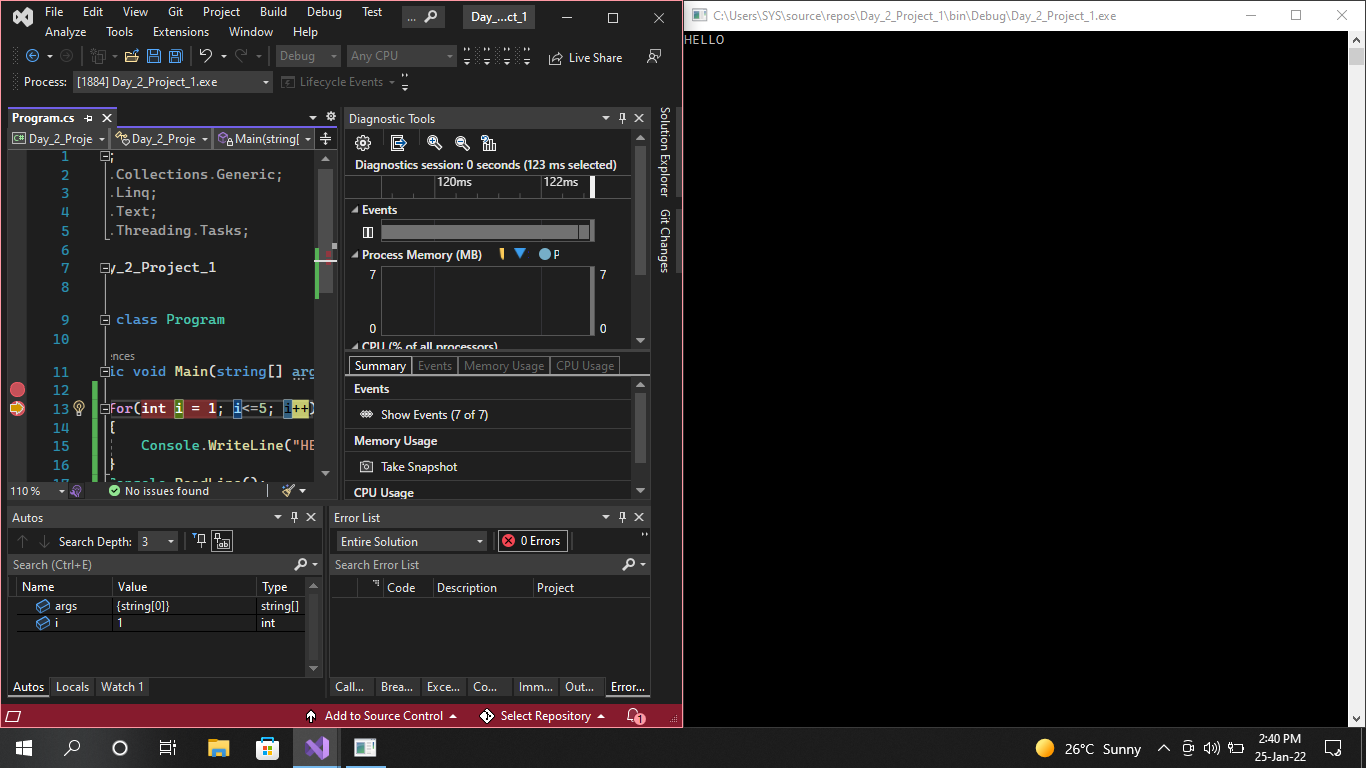 File Edit View Git Project Build Debug Test
Analyze Tools Extensions Window Help
... Day_...ct_1
Debug Any CPU Live Share
Process: [1884] Day_2_Project_1.exe Lifecycle Events
Program.cs
Day_2_Proje Day_2_Proje Main(string[
1 ;
2 .Collections.Generic;
3 .Linq;
4 .Text;
5 .Threading.Tasks;
6
7 y_2_Project_1
8
9 class Program
10
ences
11 ic void Main(string[] arg
12
13 for(int i = 1; i<=5; i++)
14 {
15 Console.WriteLine("HE
16 }
17 Console.ReadLine();
110 % No issues found
Diagnostic Tools
Diagnostics session: 0 seconds (123 ms selected)
120ms 122ms
Events
Process Memory (MB) P
7 7
0 0
CPU (% of all processors)
Summary Events Memory Usage CPU Usage
Events
Show Events (7 of 7)
Memory Usage
Take Snapshot
CPU Usage
Solution Explorer
Git Changes
Autos
Search Depth: 3
Search (Ctrl+E)
Name Value Type
args {string[0]} string[]
i 1 int
Autos Locals Watch 1
Error List
Entire Solution 0 Errors "
Search Error List
Code Description Project
Call... Brea... Exce... Co... Imm... Out... Error...
Add to Source Control Select Repository 1
C:\Users\SYS\source\repos\Day_2_Project_1\bin\Debug\Day_2_Project_1.exe
HELLO
26°C Sunny
2:40 PM
25-Jan-22